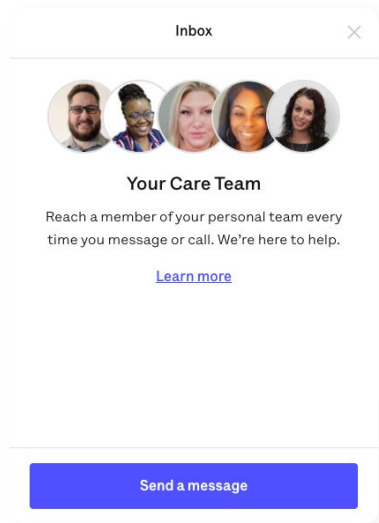 Inbox
Your Care Team
Reach a member of your personal team every
time you message or call. We're here to help.
Learn more
Send a message